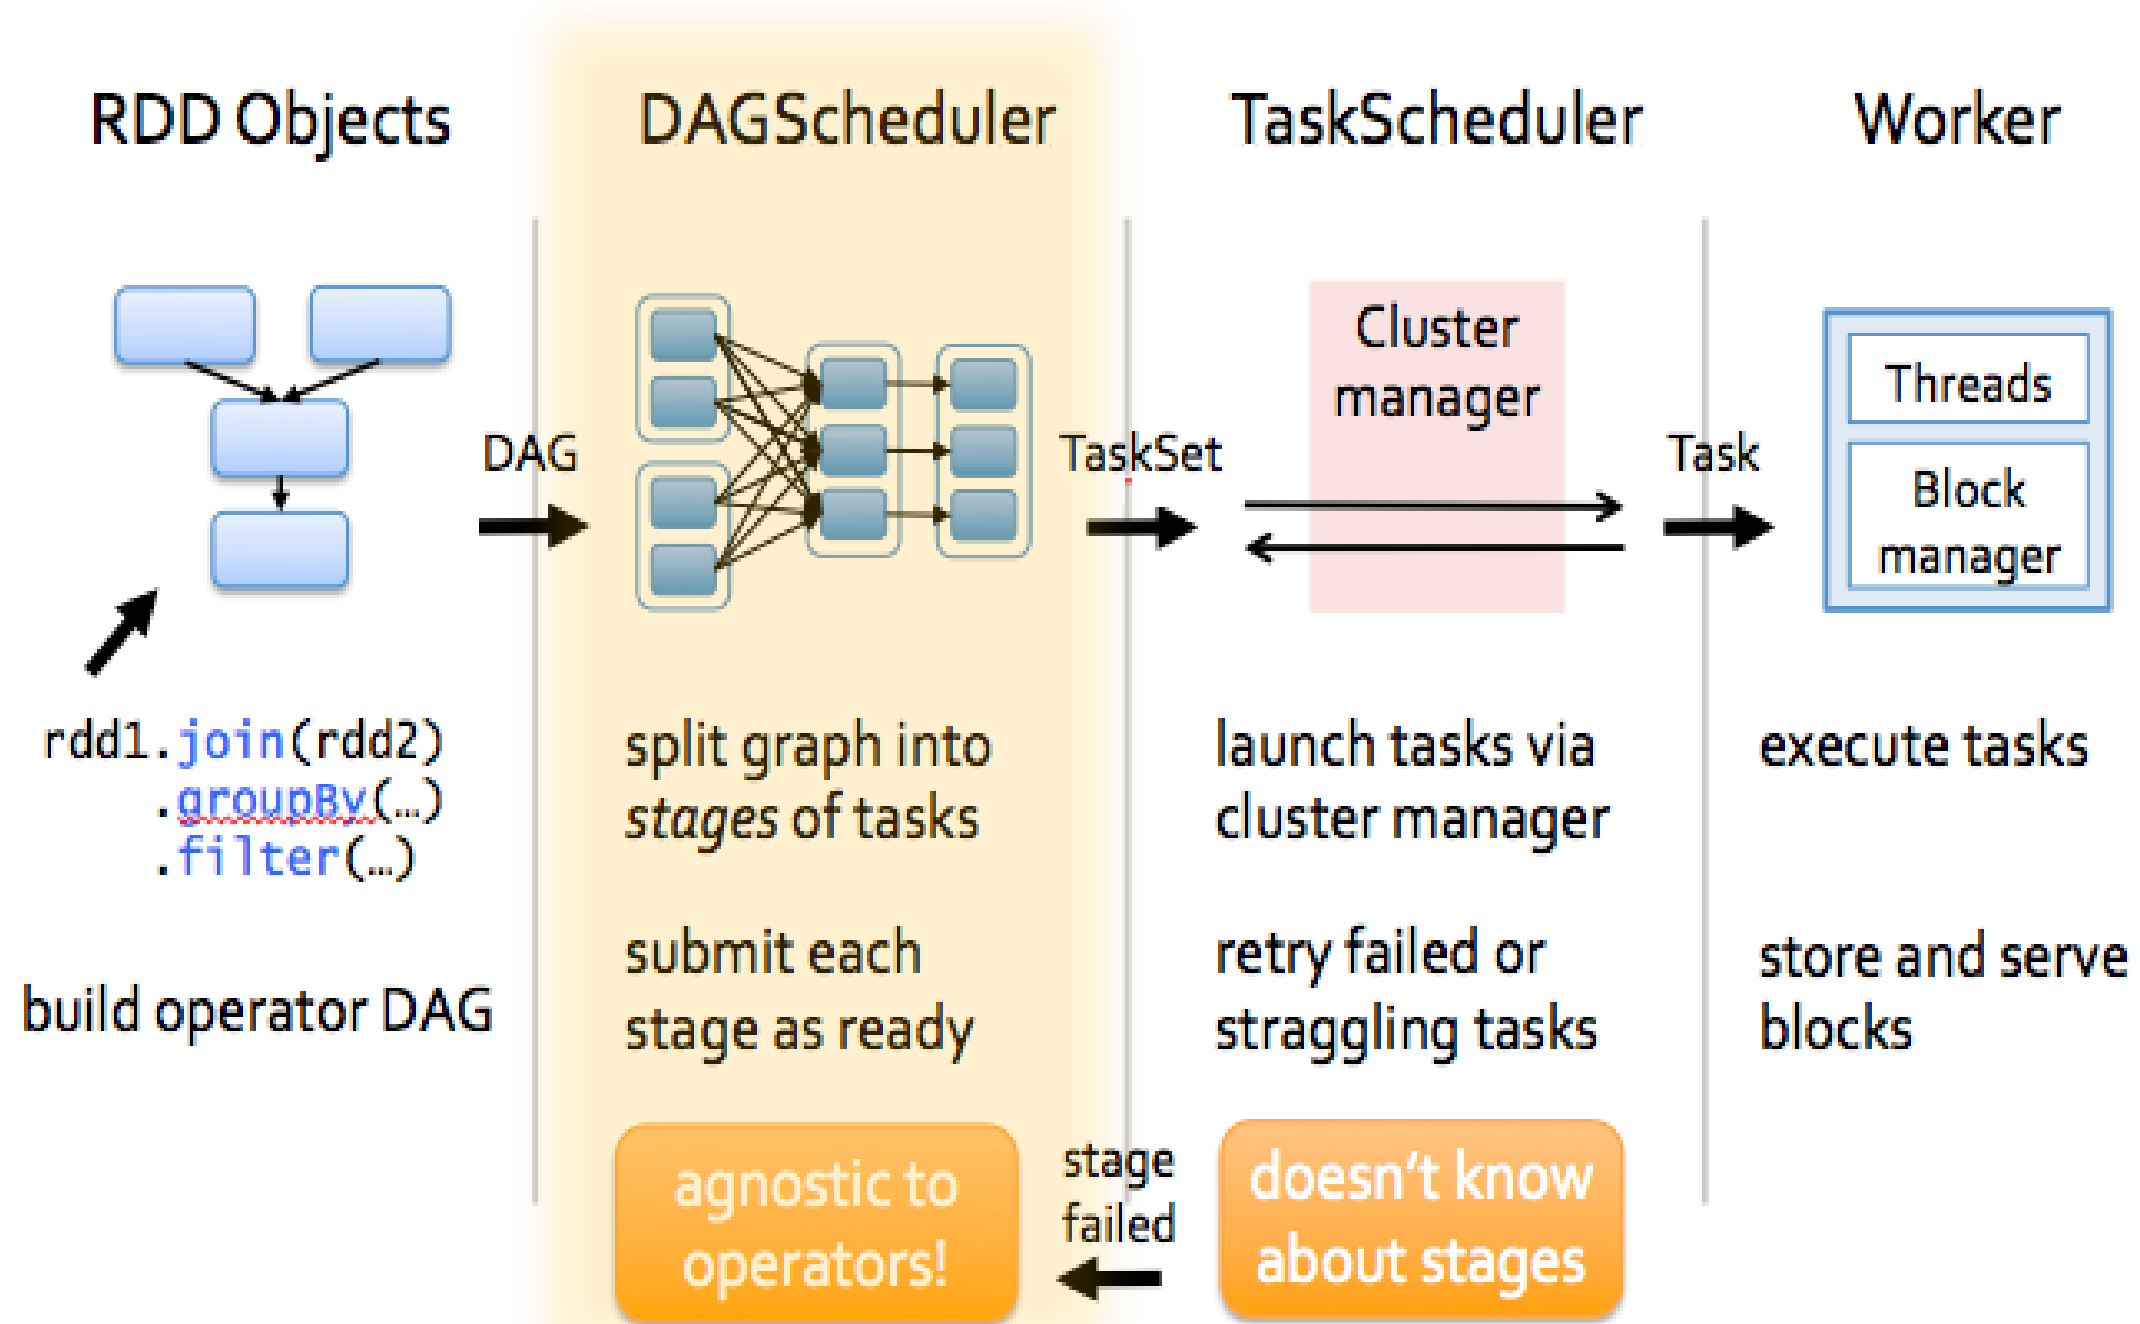 RDD Objects
DAGScheduler
TaskScheduler
Worker
DAG
TaskSet
Cluster
manager
Task
Threads
Block
manager
rdd1.join(rdd2)
.groupBy(…)
.filter(…)
build operator DAG
split graph into
stages of tasks
submit each
stage as ready
agnostic to
operators!
launch tasks via
cluster manager
retry failed or
straggling tasks
stage
failed
doesn't know
about stages
execute tasks
store and serve
blocks